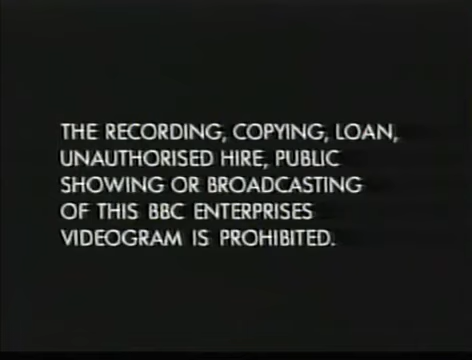 THE RECORDING, COPYING, LOAN,
UNAUTHORISED HIRE, PUBLIC
SHOWING OR BROADCASTING
OF THIS BBC ENTERPRISES
VIDEOGRAM IS PROHIBITED.